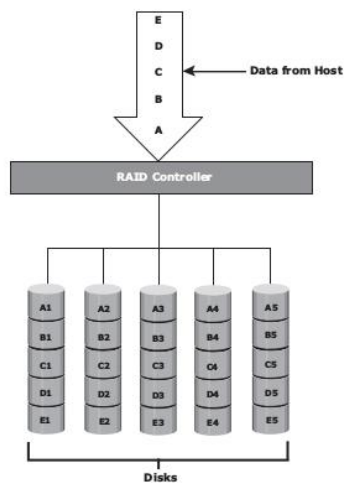 E
D
C
Data from Host
B
A
RAID Controller
A1 A2 A3 A4 A5
B1 B2 B3 B4 B5
C1 C2 C3 C4 C5
D1 D2 D3 D4 D5
E1 E2 E3 E4 E5
Disks